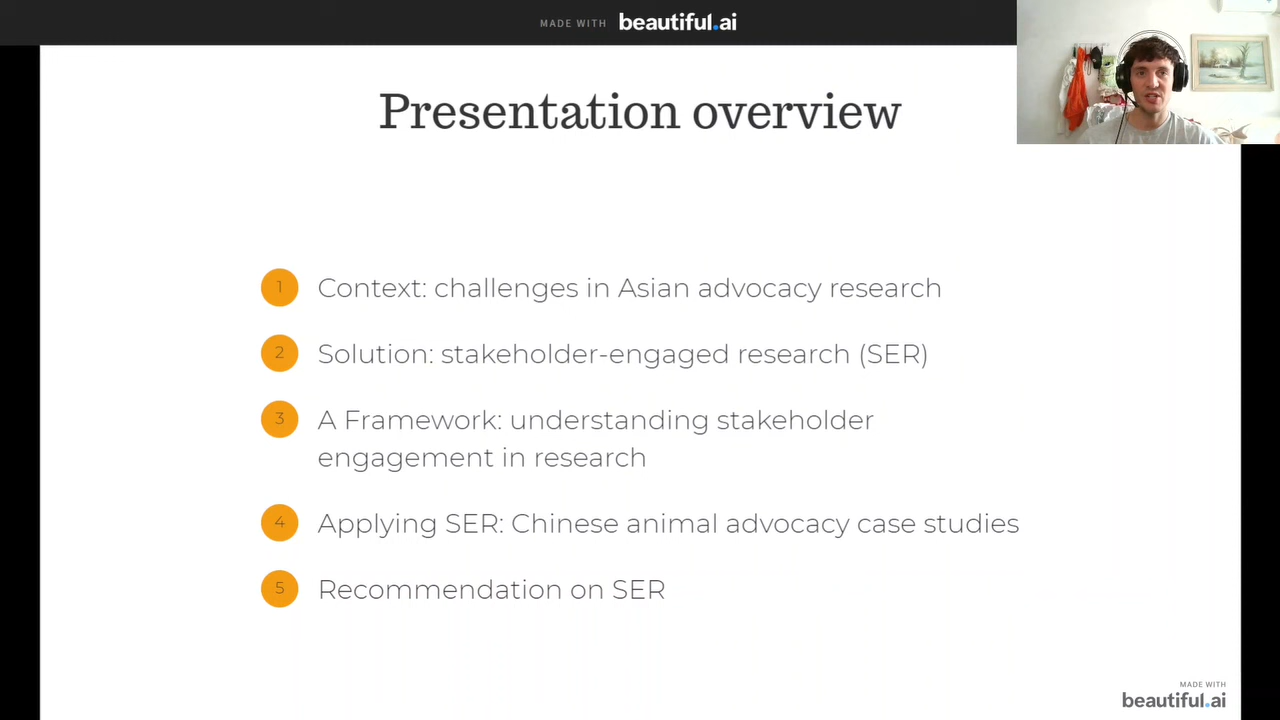 MADE WITH beautiful.ai
Presentation overview
1 Context: challenges in Asian advocacy research
2 Solution: stakeholder-engaged research (SER)
3 A Framework: understanding stakeholder
engagement in research
4 Applying SER: Chinese animal advocacy case studies
5 Recommendation on SER
MADE WITH
beautiful.ai